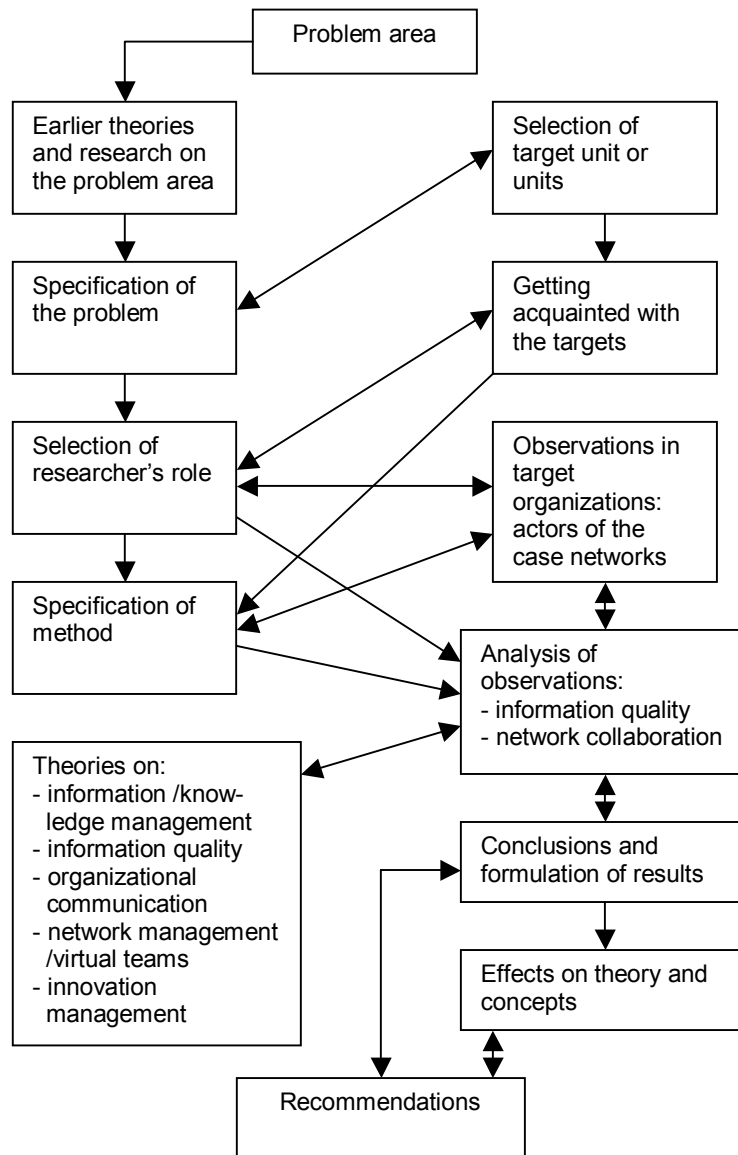 Problem area
Earlier theories
and research on
the problem area
Selection of
target unit or
units
Specification of
the problem
Getting
acquainted with
the targets
Selection of
researcher’s role
Observations in
target
organizations:
actors of the
case networks
Specification of
method
Analysis of
observations:
- information quality
- network collaboration
Theories on:
- information /know-
ledge management
- information quality
- organizational
communication
- network management
/virtual teams
- innovation
management
Conclusions and
formulation of results
Effects on theory and
concepts
Recommendations